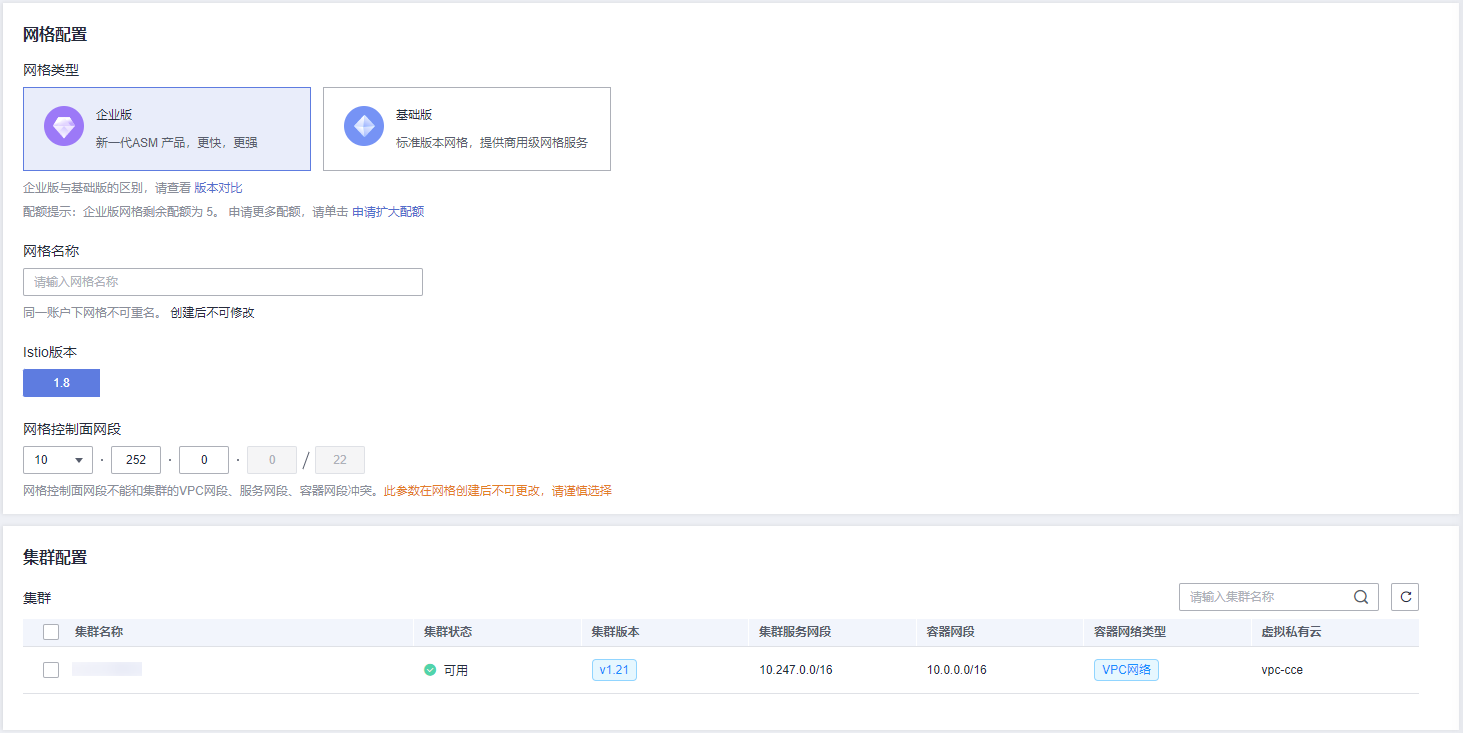 网格配置
网格类型
企业版
新一代ASM 产品，更快，更强
基础版
标准版本网格，提供商用级网格服务
企业版与基础版的区别，请查看 版本对比
配额提示：企业版网格剩余配额为 5。 申请更多配额，请单击 申请扩大配额
网格名称
请输入网格名称
同一账户下网格不可重名。 创建后不可修改
Istio版本
1.8
网格控制面网段
10 · 252 · 0 · 0 / 22
网格控制面网段不能和集群的VPC网段、服务网段、容器网段冲突。此参数在网格创建后不可更改，请谨慎选择
集群配置
集群
请输入集群名称
集群名称 集群状态 集群版本 集群服务网段 容器网段 容器网络类型 虚拟私有云
可用 v1.21 10.247.0.0/16 10.0.0.0/16 VPC网络 vpc-cce